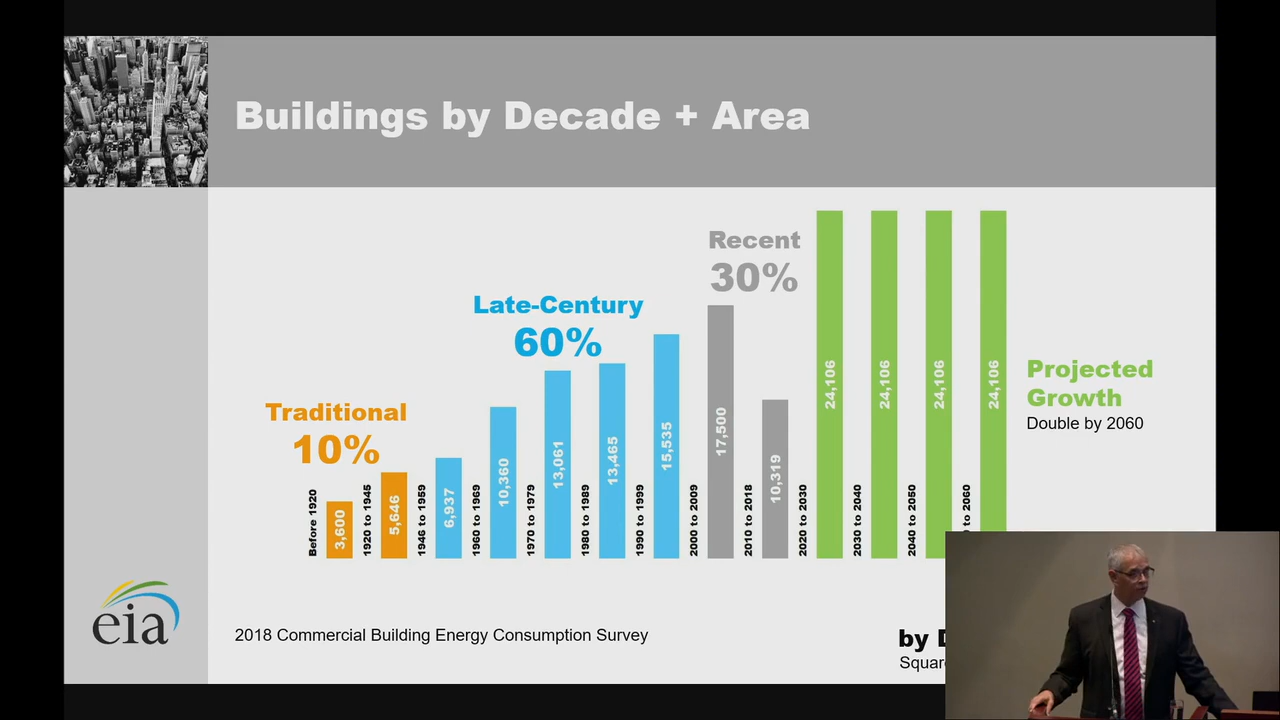 Buildings by Decade + Area
Recent
30%
Late-Century
60%
Traditional
10%
Projected
Growth
Double by 2060
Before 1920
3,600
1920 to 1945
5,646
1946 to 1959
6,937
1960 to 1969
10,360
1970 to 1979
13,061
1980 to 1989
13,465
1990 to 1999
15,535
2000 to 2009
17,500
2010 to 2018
10,319
2020 to 2030
24,106
2030 to 2040
24,106
2040 to 2050
24,106
to 2060
24,106
eia
2018 Commercial Building Energy Consumption Survey
by